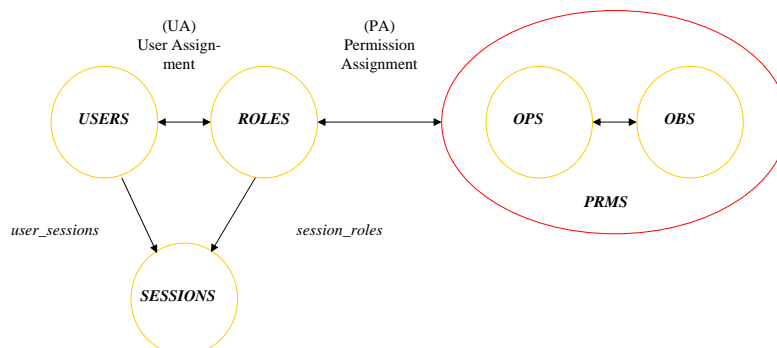 (UA)
User Assign-
ment
(PA)
Permission
Assignment
USERS
ROLES
OPS
OBS
PRMS
user_sessions
session_roles
SESSIONS